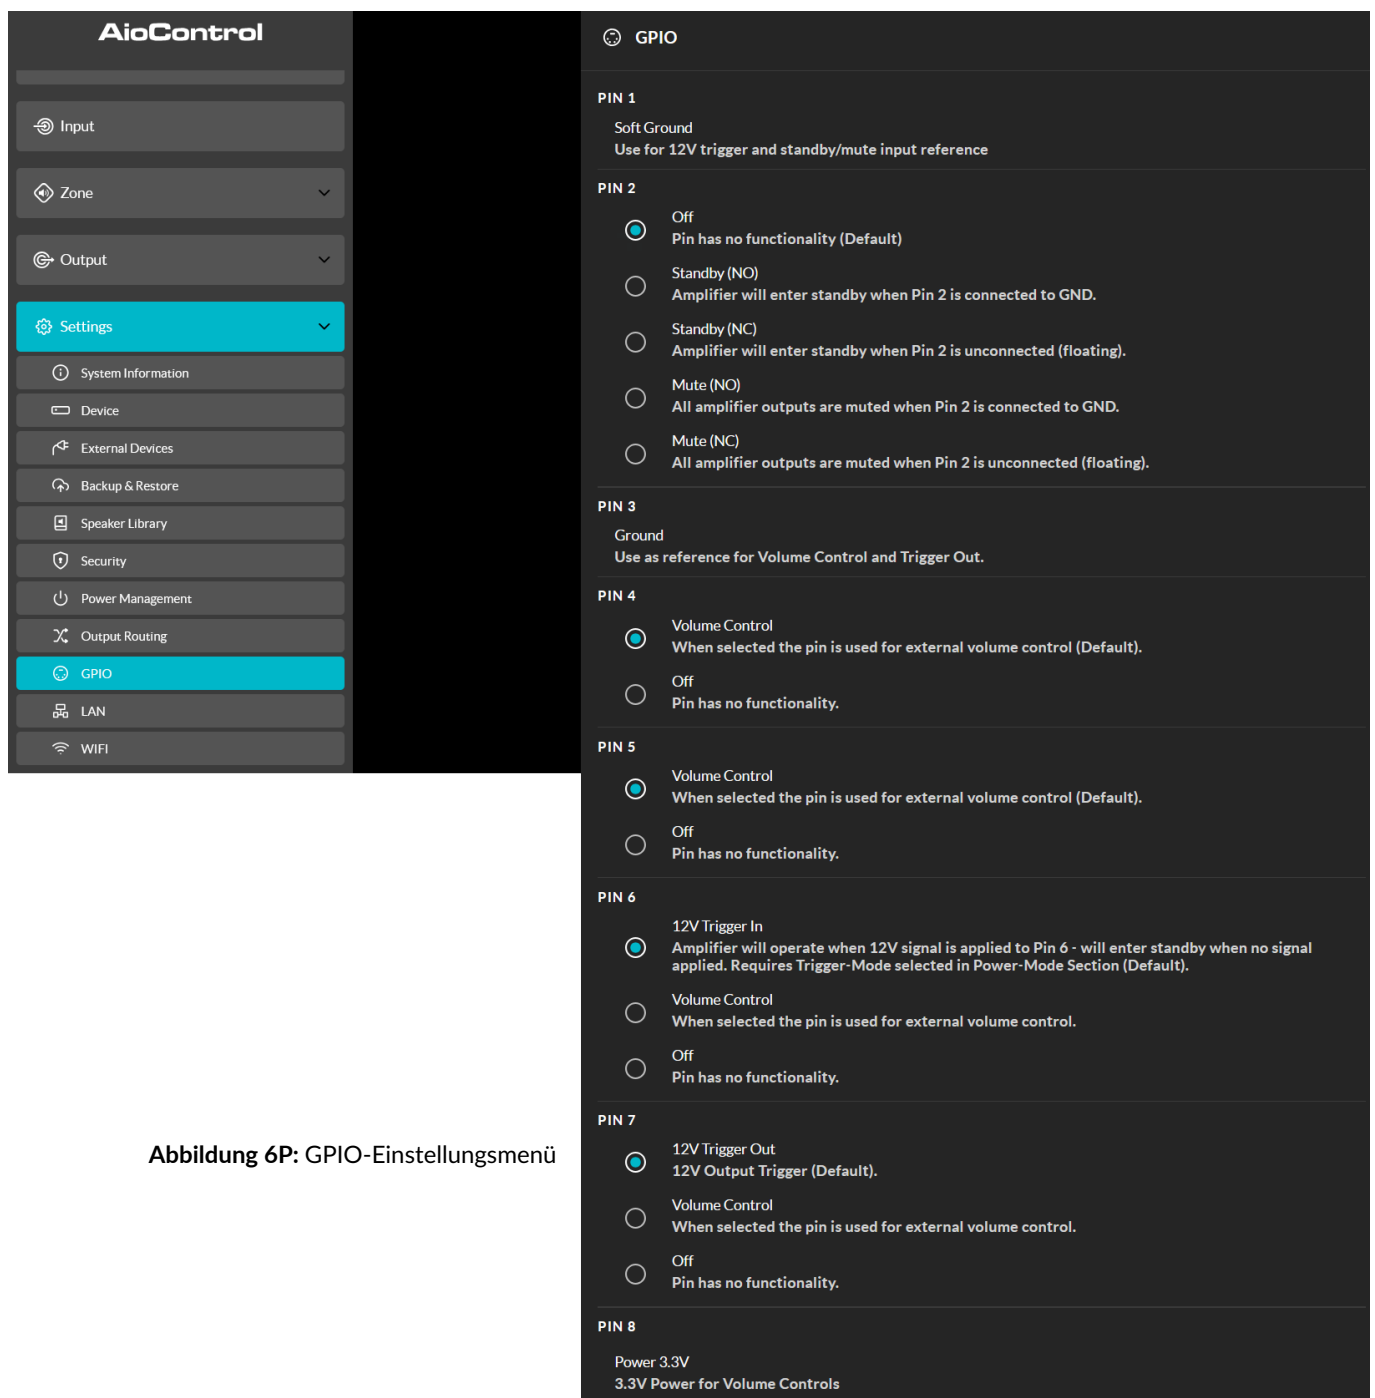 AioControl
Input
Zone
Output
Settings
System Information
Device
External Devices
Backup & Restore
Speaker Library
Security
Power Management
Output Routing
GPIO
LAN
WIFI
Abbildung 6P: GPIO-Einstellungsmenü
GPIO
PIN 1
Soft Ground
Use for 12V trigger and standby/mute input reference
PIN 2
Off
Pin has no functionality (Default)
Standby (NO)
Amplifier will enter standby when Pin 2 is connected to GND.
Standby (NC)
Amplifier will enter standby when Pin 2 is unconnected (floating).
Mute (NO)
All amplifier outputs are muted when Pin 2 is connected to GND.
Mute (NC)
All amplifier outputs are muted when Pin 2 is unconnected (floating).
PIN 3
Ground
Use as reference for Volume Control and Trigger Out.
PIN 4
Volume Control
When selected the pin is used for external volume control (Default).
Off
Pin has no functionality.
PIN 5
Volume Control
When selected the pin is used for external volume control (Default).
Off
Pin has no functionality.
PIN 6
12V Trigger In
Amplifier will operate when 12V signal is applied to Pin 6 - will enter standby when no signal
applied. Requires Trigger-Mode selected in Power-Mode Section (Default).
Volume Control
When selected the pin is used for external volume control.
Off
Pin has no functionality.
PIN 7
12V Trigger Out
12V Output Trigger (Default).
Volume Control
When selected the pin is used for external volume control.
Off
Pin has no functionality.
PIN 8
Power 3.3V
3.3V Power for Volume Controls